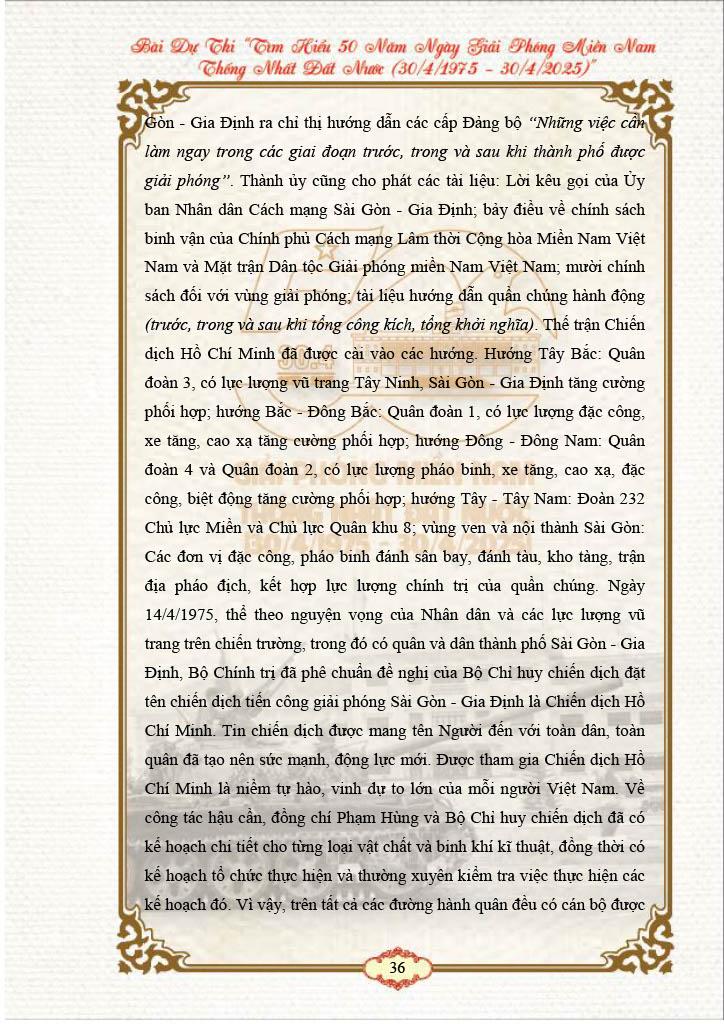 Bài Dự Thi "Tìm Hiểu 50 Năm Ngày Giải Phóng Miền Nam
Thống Nhất Đất Nước (30/4/1975 - 30/4/2025)"
Gòn - Gia Định ra chỉ thị hướng dẫn các cấp Đảng bộ “Những việc cần
làm ngay trong các giai đoạn trước, trong và sau khi thành phố được
giải phóng”. Thành ủy cũng cho phát các tài liệu: Lời kêu gọi của Ủy
ban Nhân dân Cách mạng Sài Gòn - Gia Định; bảy điều về chính sách
binh vận của Chính phủ Cách mạng Lâm thời Cộng hòa Miền Nam Việt
Nam và Mặt trận Dân tộc Giải phóng miền Nam Việt Nam; mười chính
sách đối với vùng giải phóng; tài liệu hướng dẫn quần chúng hành động
(trước, trong và sau khi tổng công kích, tổng khởi nghĩa). Thế trận Chiến
dịch Hồ Chí Minh đã được cài vào các hướng. Hướng Tây Bắc: Quân
đoàn 3, có lực lượng vũ trang Tây Ninh, Sài Gòn - Gia Định tăng cường
phối hợp; hướng Bắc - Đông Bắc: Quân đoàn 1, có lực lượng đặc công,
xe tăng, cao xạ tăng cường phối hợp; hướng Đông - Đông Nam: Quân
đoàn 4 và Quân đoàn 2, có lực lượng pháo binh, xe tăng, cao xạ, đặc
công, biệt động tăng cường phối hợp; hướng Tây - Tây Nam: Đoàn 232
Chủ lực Miền và Chủ lực Quân khu 8; vùng ven và nội thành Sài Gòn:
Các đơn vị đặc công, pháo binh đánh sân bay, đánh tàu, kho tàng, trận
địa pháo địch, kết hợp lực lượng chính trị của quần chúng. Ngày
14/4/1975, thể theo nguyện vọng của Nhân dân và các lực lượng vũ
trang trên chiến trường, trong đó có quân và dân thành phố Sài Gòn - Gia
Định, Bộ Chính trị đã phê chuẩn đề nghị của Bộ Chỉ huy chiến dịch đặt
tên chiến dịch tiến công giải phóng Sài Gòn - Gia Định là Chiến dịch Hồ
Chí Minh. Tin chiến dịch được mang tên Người đến với toàn dân, toàn
quân đã tạo nên sức mạnh, động lực mới. Được tham gia Chiến dịch Hồ
Chí Minh là niềm tự hào, vinh dự to lớn của mỗi người Việt Nam. Về
công tác hậu cần, đồng chí Phạm Hùng và Bộ Chỉ huy chiến dịch đã có
kế hoạch chi tiết cho từng loại vật chất và binh khí kĩ thuật, đồng thời có
kế hoạch tổ chức thực hiện và thường xuyên kiểm tra việc thực hiện các
kế hoạch đó. Vì vậy, trên tất cả các đường hành quân đều có cán bộ được
50
30.4
GIẢI PHÓNG MIỀN NAM
THỐNG NHẤT ĐẤT NƯỚC
(30/4/1975 - 30/4/2025)
36